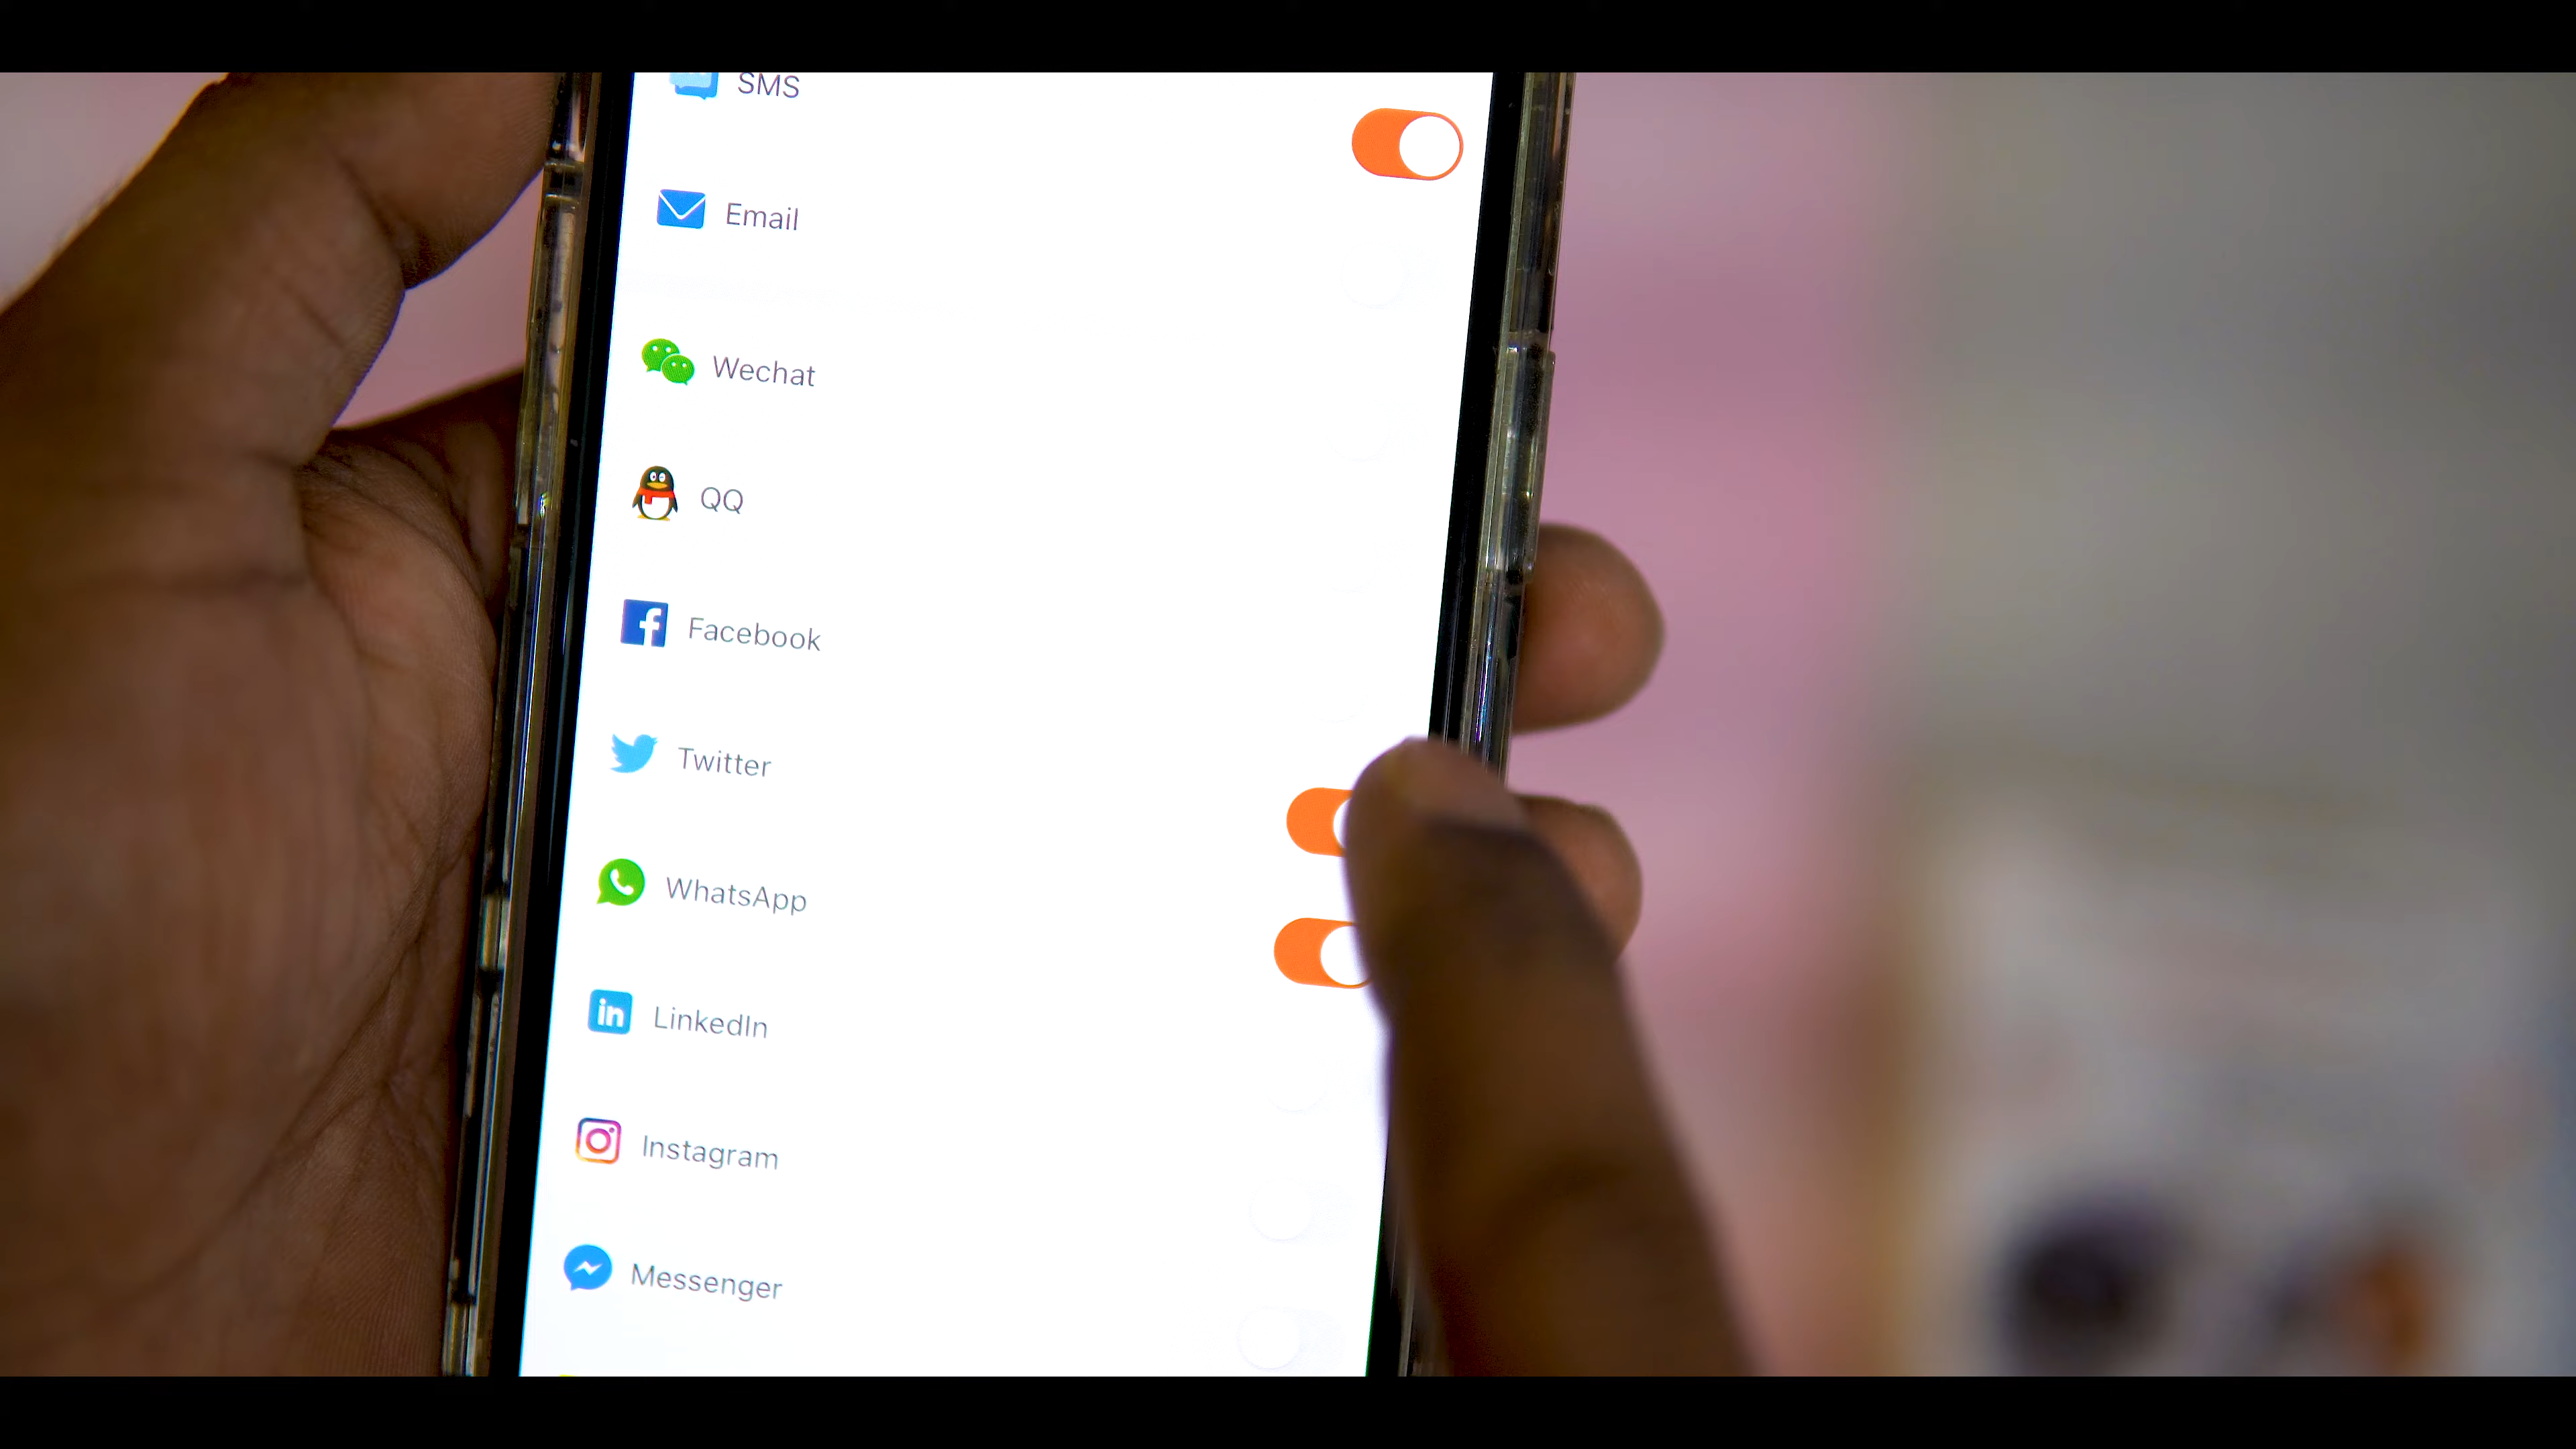 SMS
Email
Wechat
QQ
Facebook
Twitter
WhatsApp
LinkedIn
Instagram
Messenger